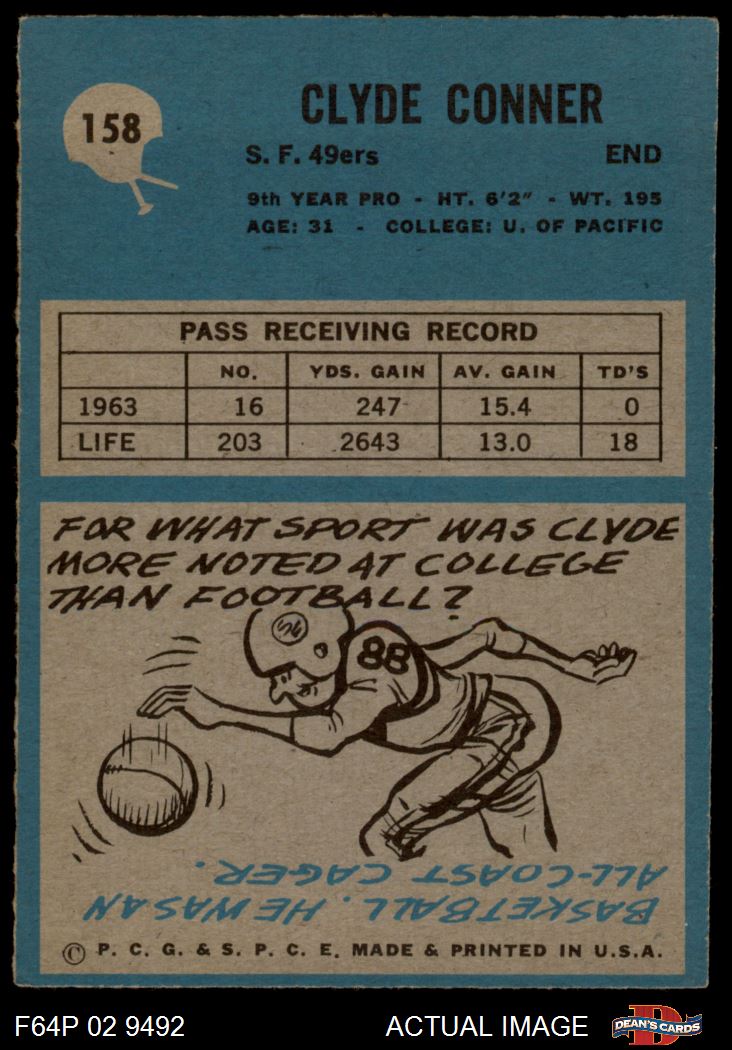 158
CLYDE CONNER
S. F. 49ers END
9th YEAR PRO - HT. 6'2" - WT. 195
AGE: 31 - COLLEGE: U. OF PACIFIC
PASS RECEIVING RECORD
NO. YDS. GAIN AV. GAIN TD'S
1963 16 247 15.4 0
LIFE 203 2643 13.0 18
FOR WHAT SPORT WAS CLYDE
MORE NOTED AT COLLEGE
THAN FOOTBALL?
88
BASKETBALL. HE WAS AN
ALL-COAST CAGER.
© P. C. G. & S. P. C. E. MADE & PRINTED IN U.S.A.
F64P 02 9492 ACTUAL IMAGE
D
DEAN'S CARDS